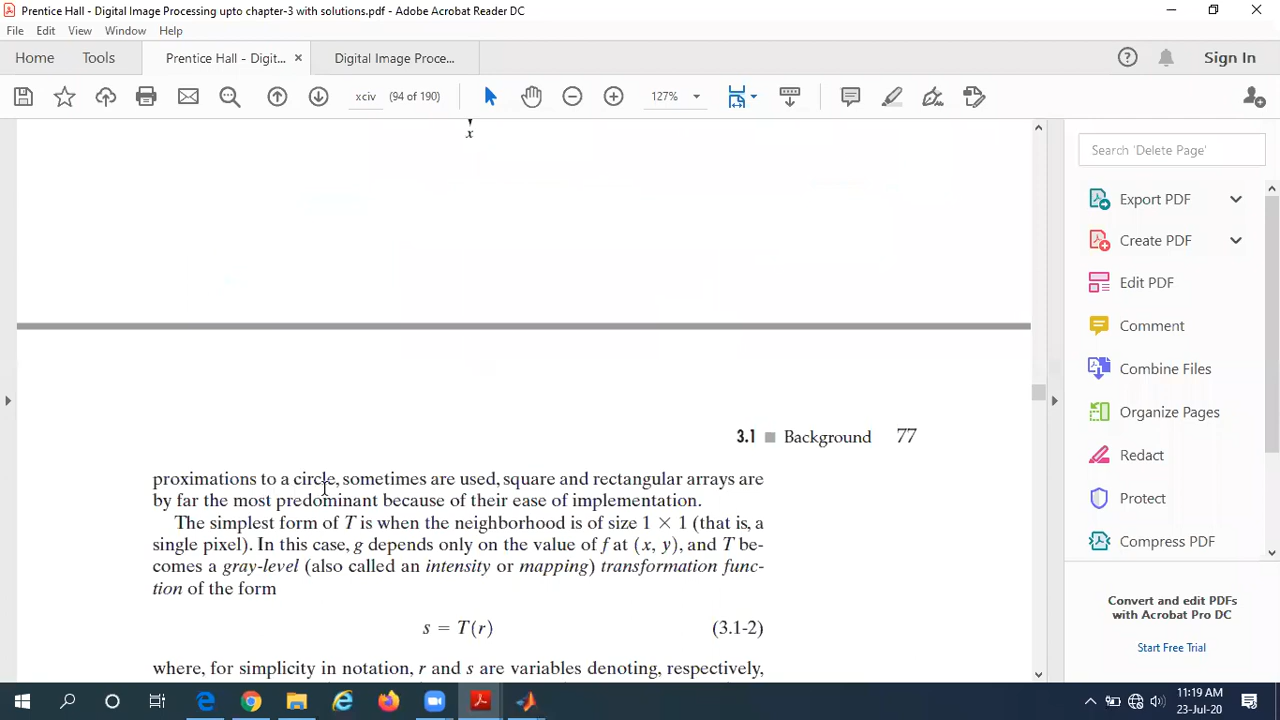 Prentice Hall - Digital Image Processing upto chapter-3 with solutions.pdf - Adobe Acrobat Reader DC
File Edit View Window Help
Home Tools Prentice Hall - Digit... Digital Image Proce... Sign In
xciv (94 of 190) 127%
x
Search 'Delete Page'
Export PDF
Create PDF
Edit PDF
Comment
Combine Files
Organize Pages
Redact
Protect
Compress PDF
Convert and edit PDFs
with Acrobat Pro DC
Start Free Trial
3.1 ■ Background 77
proximations to a circle, sometimes are used, square and rectangular arrays are
by far the most predominant because of their ease of implementation.
The simplest form of T is when the neighborhood is of size 1 × 1 (that is, a
single pixel). In this case, g depends only on the value of f at (x, y), and T be-
comes a gray-level (also called an intensity or mapping) transformation func-
tion of the form
s = T(r) (3.1-2)
where, for simplicity in notation, r and s are variables denoting, respectively,
11:19 AM
23-Jul-20